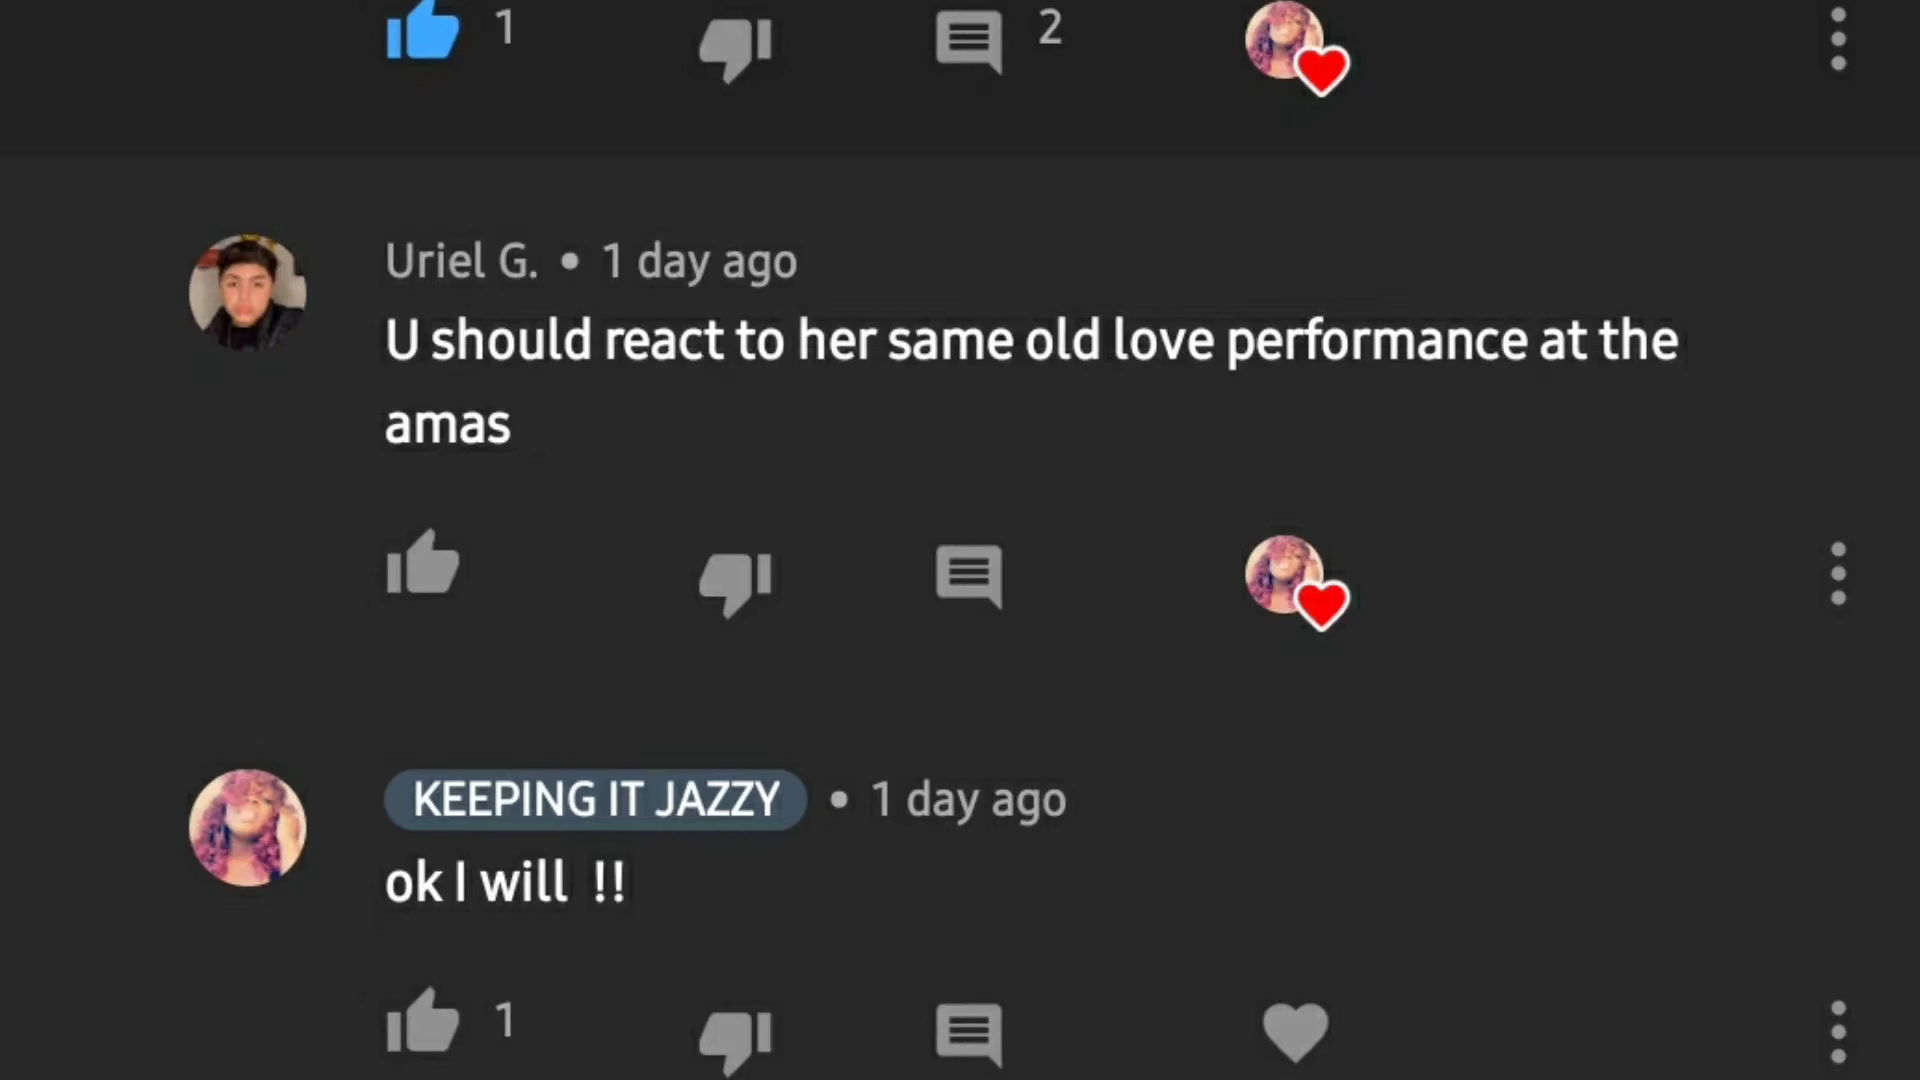 1 2
Uriel G. • 1 day ago
U should react to her same old love performance at the
amas
KEEPING IT JAZZY • 1 day ago
ok I will !!
1